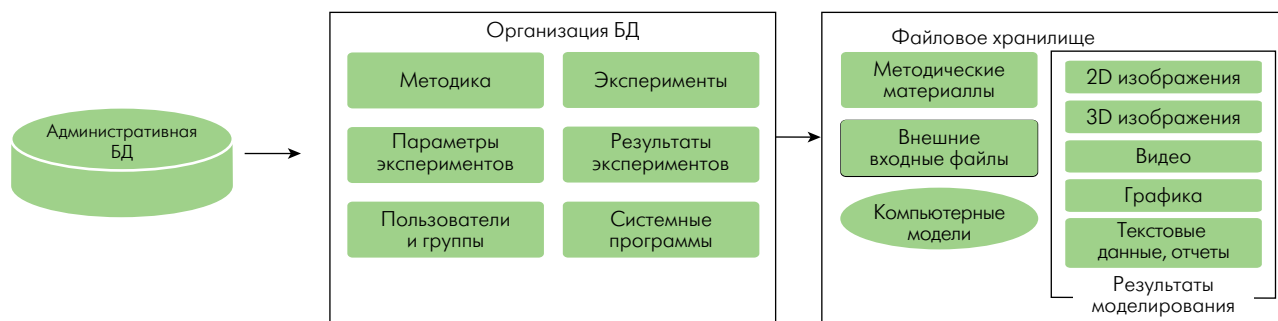 Административная
БД
Организация БД
Методика
Эксперименты
Параметры
экспериментов
Результаты
экспериментов
Пользователи
и группы
Системные
программы
Файловое хранилище
Методические
материаллы
Внешние
входные файлы
Компьютерные
модели
2D изображения
3D изображения
Видео
Графика
Текстовые
данные, отчеты
Результаты
моделирования